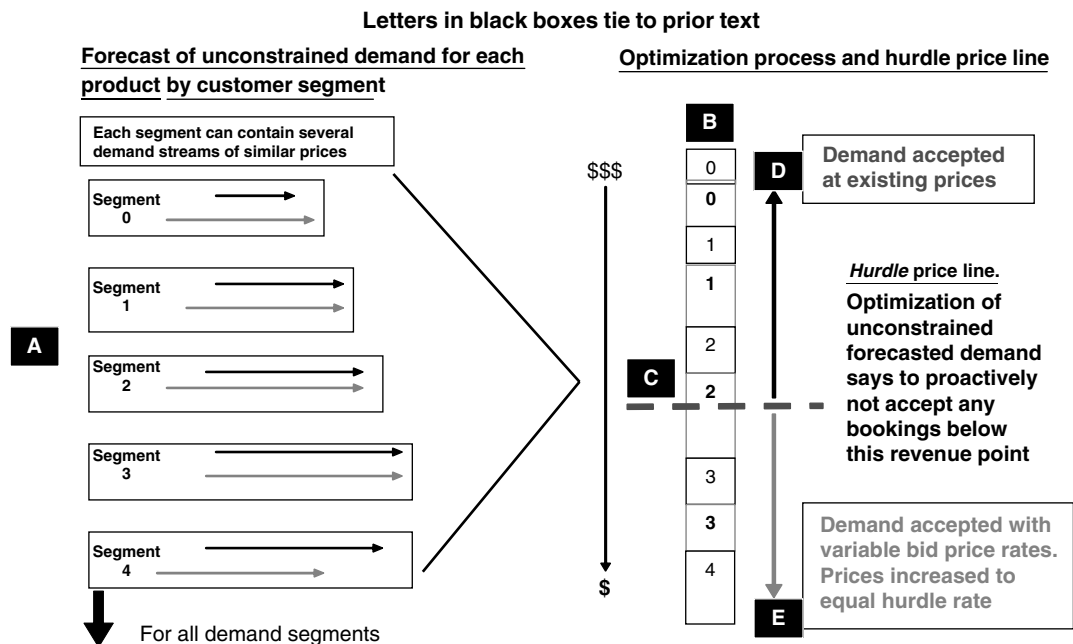 Letters in black boxes tie to prior text
Forecast of unconstrained demand for each
product by customer segment
Each segment can contain several
demand streams of similar prices
Segment
0
Segment
1
A
Segment
2
Segment
3
Segment
4
For all demand segments
Optimization process and hurdle price line
B
$$$
0
0
1
1
2
C
2
3
3
4
$
D
Demand accepted
at existing prices
Hurdle price line.
Optimization of
unconstrained
forecasted demand
says to proactively
not accept any
bookings below
this revenue point
Demand accepted with
variable bid price rates.
Prices increased to
equal hurdle rate
E